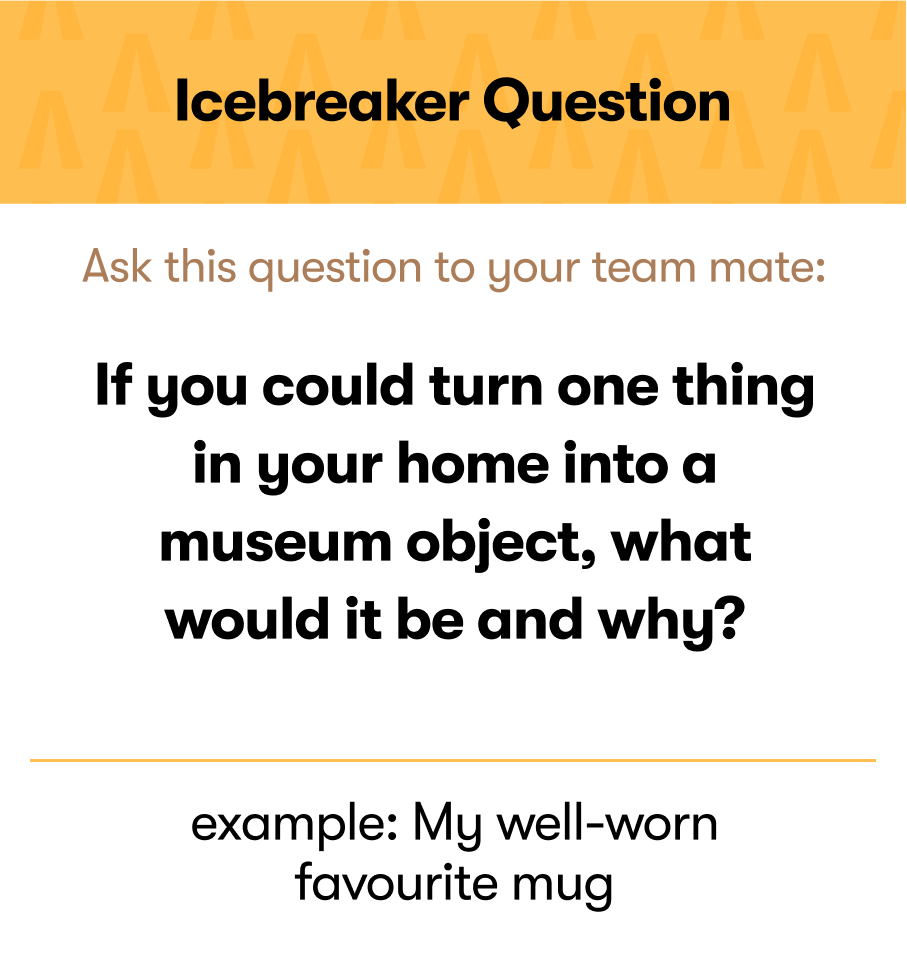 Icebreaker Question
Ask this question to your team mate:
If you could turn one thing
in your home into a
museum object, what
would it be and why?
example: My well-worn
favourite mug